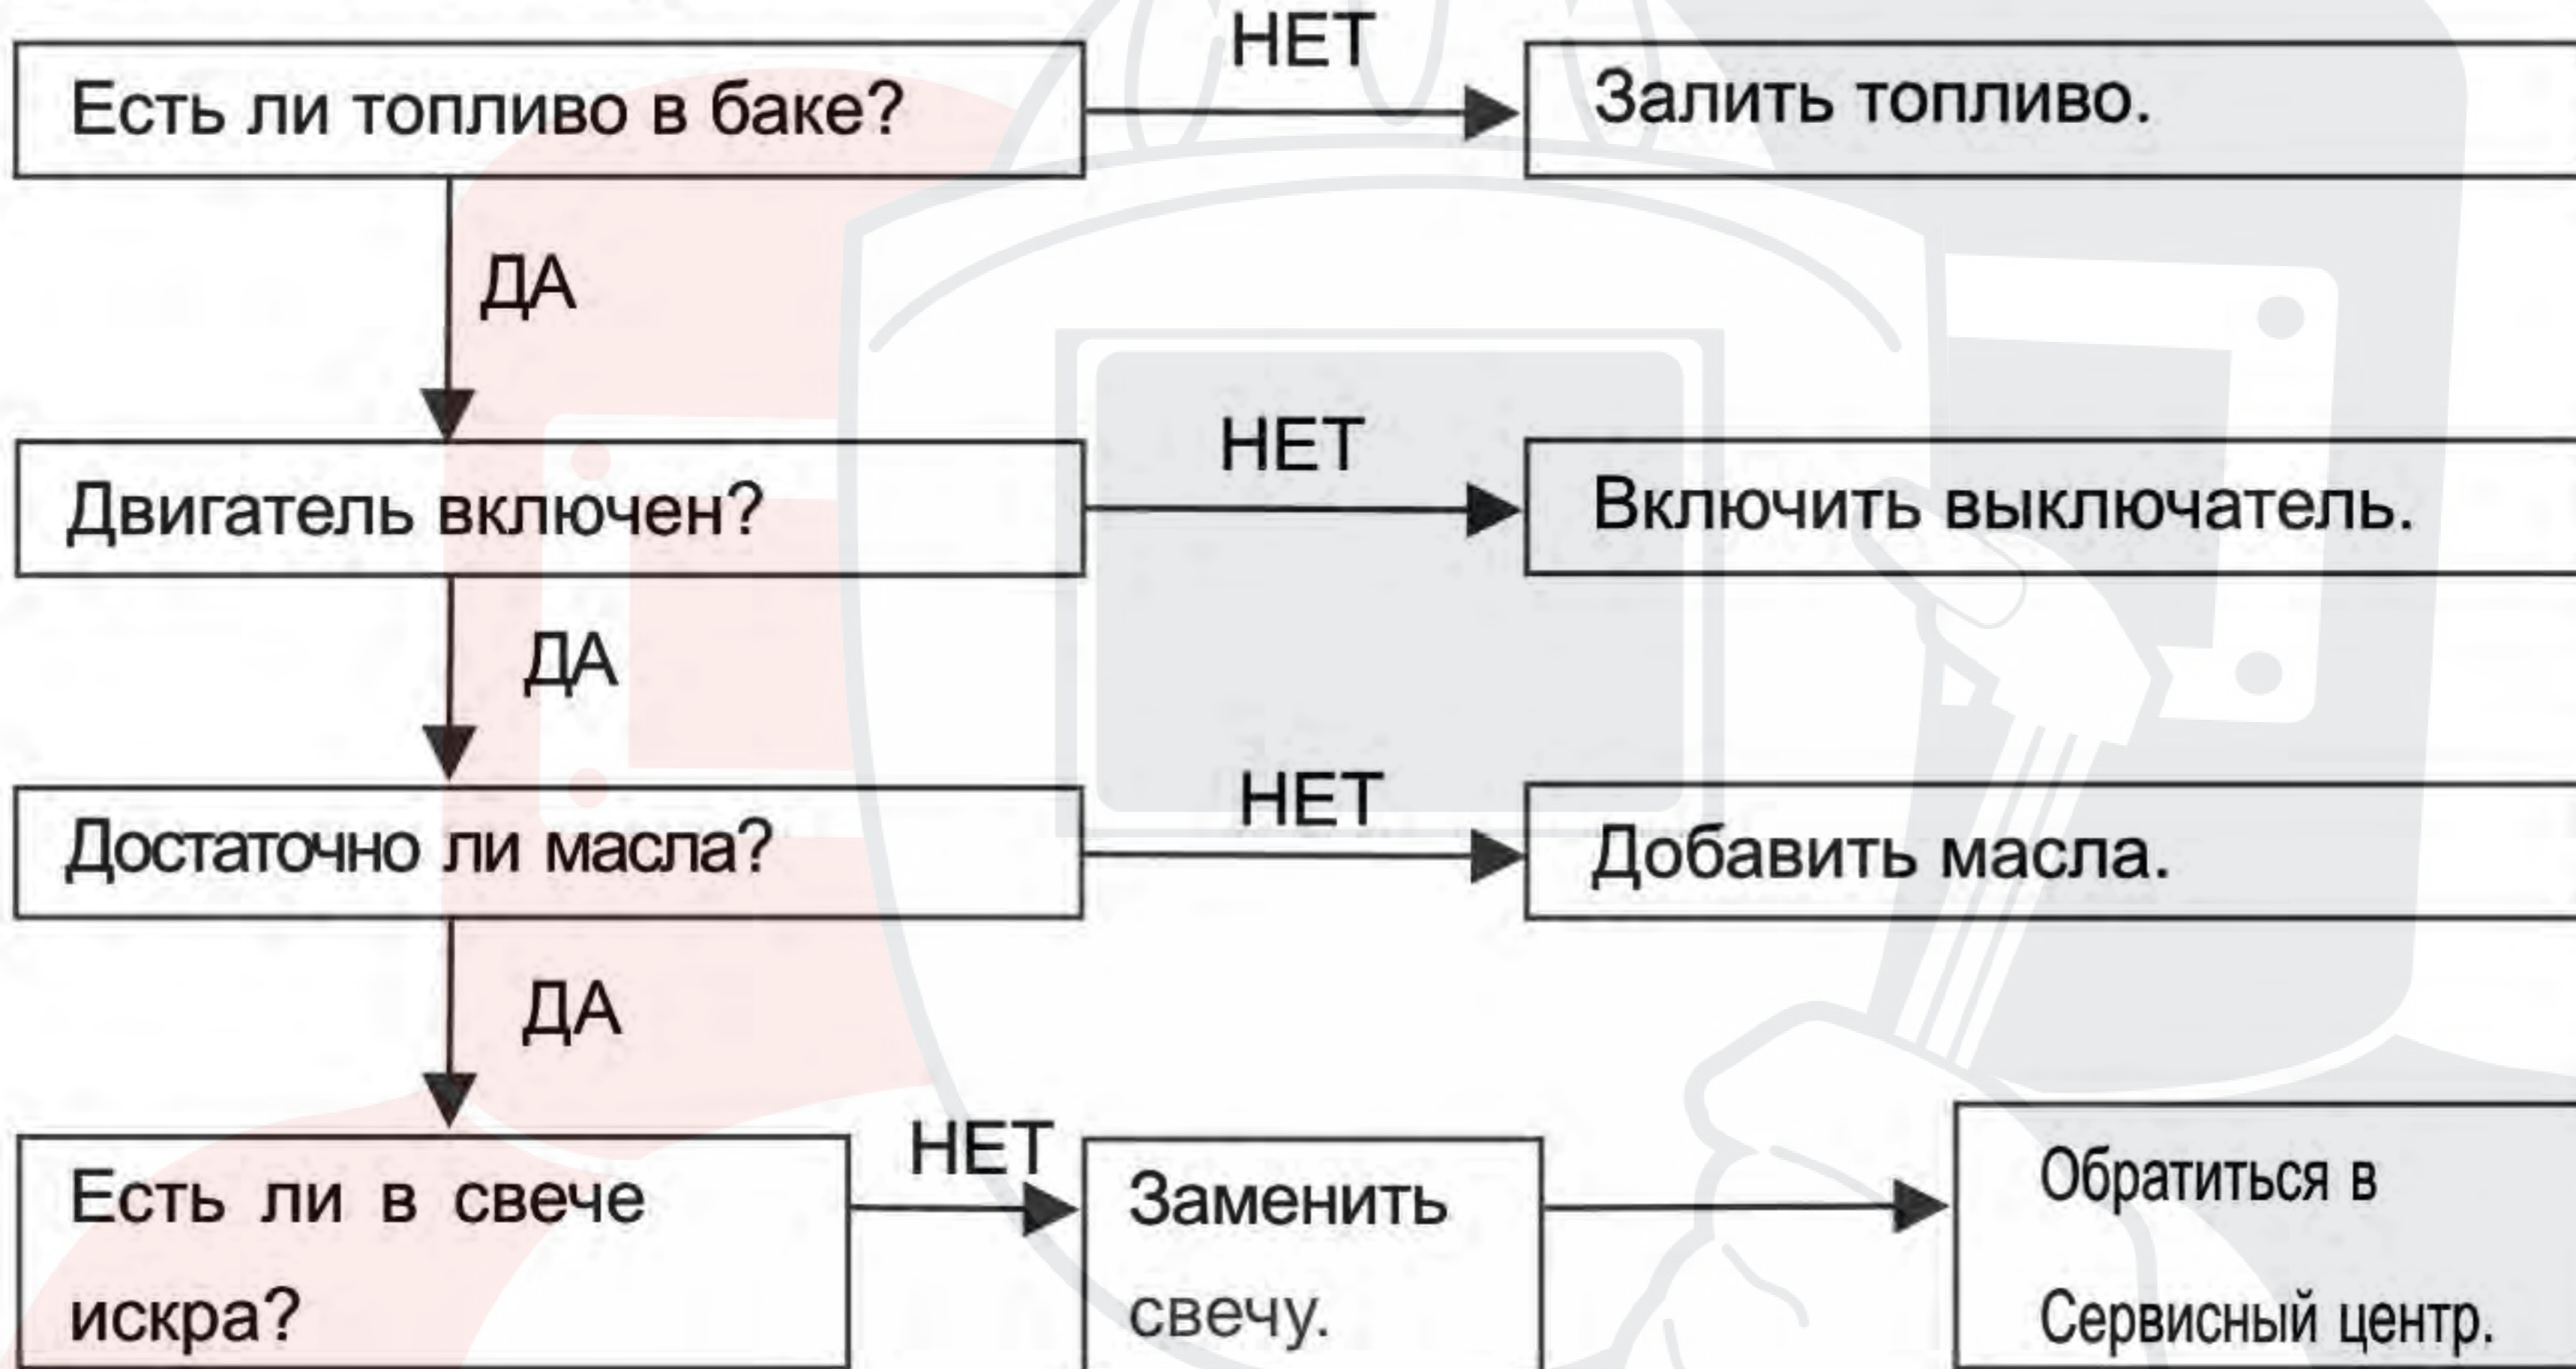 НЕТ
Есть ли топливо в баке?
Залить топливо.
ДА
НЕТ
Двигатель включен?
Включить выключатель.
ДА
НЕТ
Достаточно ли масла?
Добавить масла.
ДА
НЕТ
Есть ли в свече
искра?
Заменить
свечу.
Обратиться в
Сервисный центр.